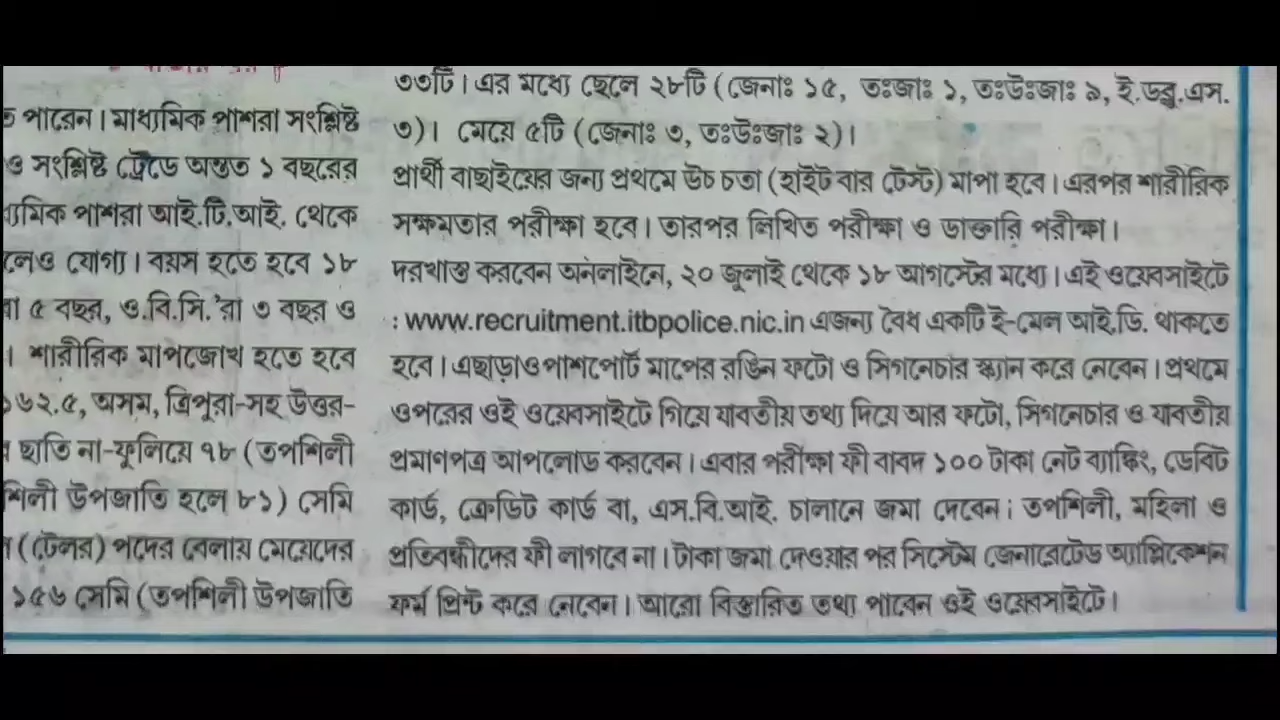 ত পারেন। মাধ্যমিক পাশরা সংশ্লিষ্ট
ও সংশ্লিষ্ট ট্রেডে অন্তত ১ বছরের
্যমিক পাশরা আই.টি.আই. থেকে
লেও যোগ্য। বয়স হতে হবে ১৮
রা ৫ বছর, ও.বি.সি.'রা ৩ বছর ও
। শারীরিক মাপজোখ হতে হবে
১৬২.৫, অসম, ত্রিপুরা-সহ উত্তর-
ছাতি না-ফুলিয়ে ৭৮ (তপশিলী
শিলী উপজাতি হলে ৮১) সেমি
(টেলর) পদের বেলায় মেয়েদের
১৫৬ সেমি (তপশিলী উপজাতি
৩৩টি। এর মধ্যে ছেলে ২৮টি (জেনাঃ ১৫, তঃজাঃ ১, তঃউঃজাঃ ৯, ই.ডব্লু.এস.
৩)। মেয়ে ৫টি (জেনাঃ ৩, তঃউঃজাঃ ২)।
প্রার্থী বাছাইয়ের জন্য প্রথমে উচ চতা (হাইট বার টেস্ট) মাপা হবে। এরপর শারীরিক
সক্ষমতার পরীক্ষা হবে। তারপর লিখিত পরীক্ষা ও ডাক্তারি পরীক্ষা।
দরখাস্ত করবেন অনলাইনে, ২০ জুলাই থেকে ১৮ আগস্টের মধ্যে। এই ওয়েবসাইটে
: www.recruitment.itbpolice.nic.in এজন্য বৈধ একটি ই-মেল আই.ডি. থাকতে
হবে। এছাড়াও পাশপোর্ট মাপের রঙিন ফটো ও সিগনেচার স্ক্যান করে নেবেন। প্রথমে
ওপরের ওই ওয়েবসাইটে গিয়ে যাবতীয় তথ্য দিয়ে আর ফটো, সিগনেচার ও যাবতীয়
প্রমাণপত্র আপলোড করবেন। এবার পরীক্ষা ফী বাবদ ১০০ টাকা নেট ব্যাঙ্কিং, ডেবিট
কার্ড, ক্রেডিট কার্ড বা, এস.বি.আই. চালানে জমা দেবেন। তপশিলী, মহিলা ও
প্রতিবন্ধীদের ফী লাগবে না। টাকা জমা দেওয়ার পর সিস্টেম জেনারেটেড অ্যাপ্লিকেশন
ফর্ম প্রিন্ট করে নেবেন। আরো বিস্তারিত তথ্য পাবেন ওই ওয়েবসাইটে।